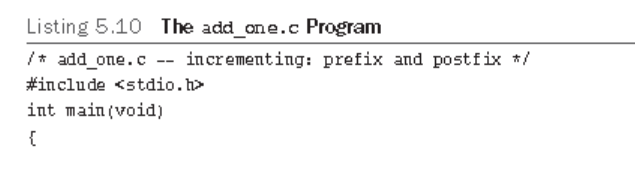 Listing 5.10 The add_one.c Program
/* add_one.c -- incrementing: prefix and postfix */
#include <stdio.h>
int main(void)
{